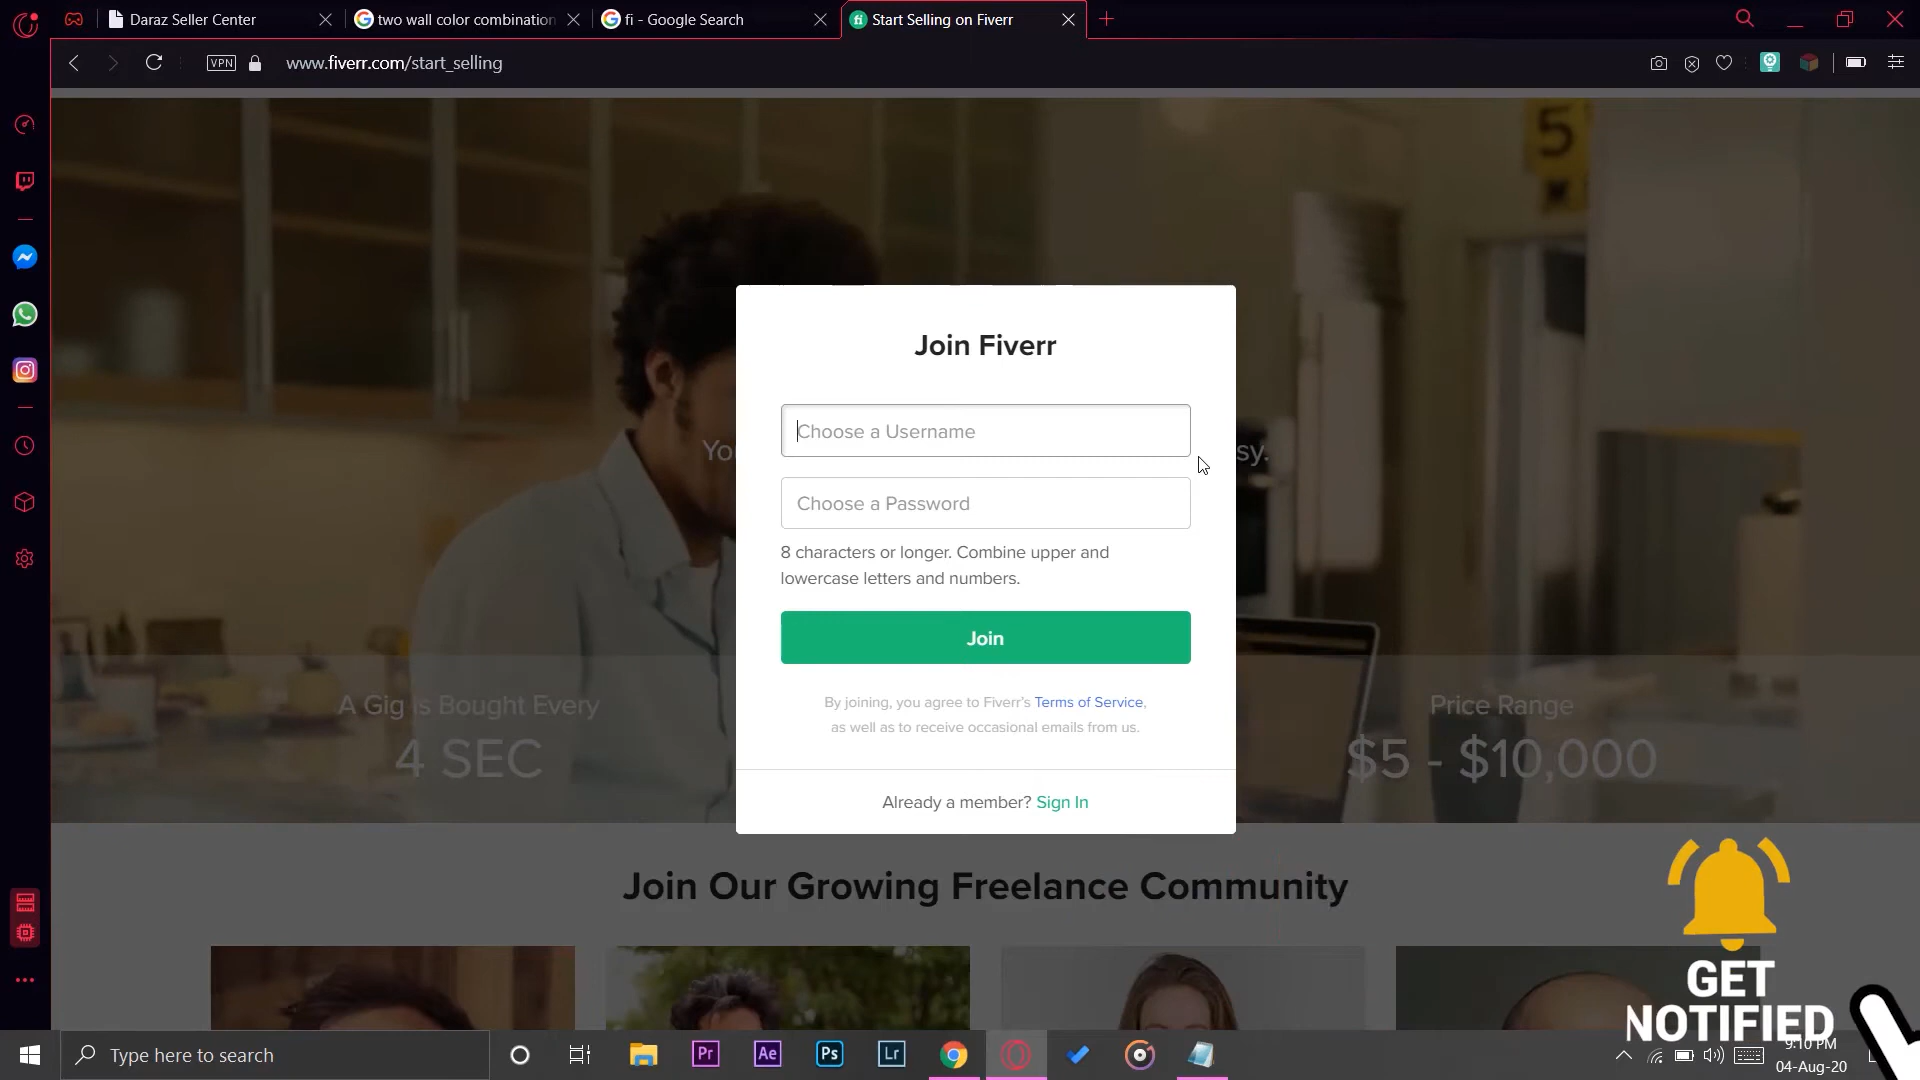 Daraz Seller Center
two wall color combination
fi - Google Search
fi Start Selling on Fiverr
VPN www.fiverr.com/start_selling
5
Join Fiverr
Choose a Username
You
sy.
Choose a Password
8 characters or longer. Combine upper and
lowercase letters and numbers.
Join
By joining, you agree to Fiverr's Terms of Service,
as well as to receive occasional emails from us.
A Gig is Bought Every
4 SEC
Price Range
$5 - $10,000
Already a member? Sign In
Join Our Growing Freelance Community
GET
NOTIFIED
Type here to search
Pr
Ae
Ps
Lr
9:10 PM
04-Aug-20